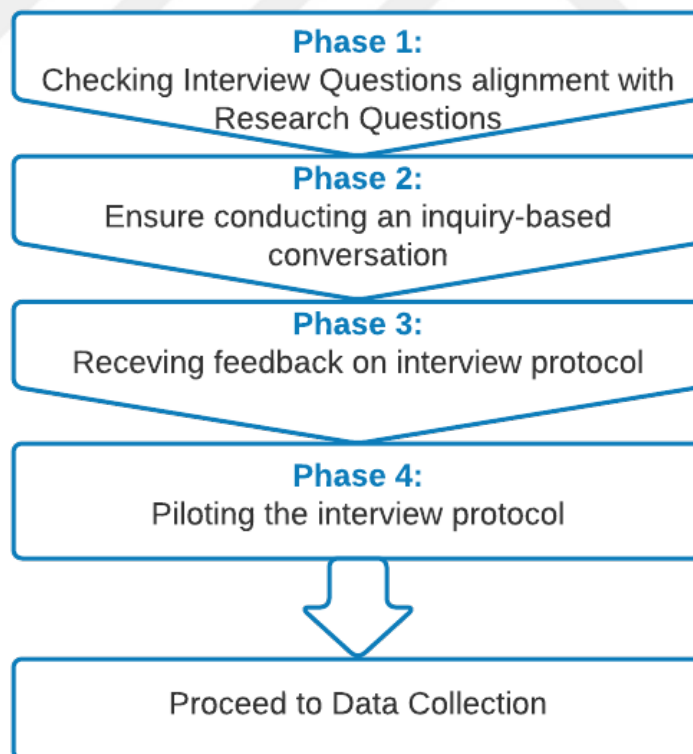 Phase 1:
Checking Interview Questions alignment with
Research Questions
Phase 2:
Ensure conducting an inquiry-based
conversation
Phase 3:
Receving feedback on interview protocol
Phase 4:
Piloting the interview protocol
Proceed to Data Collection